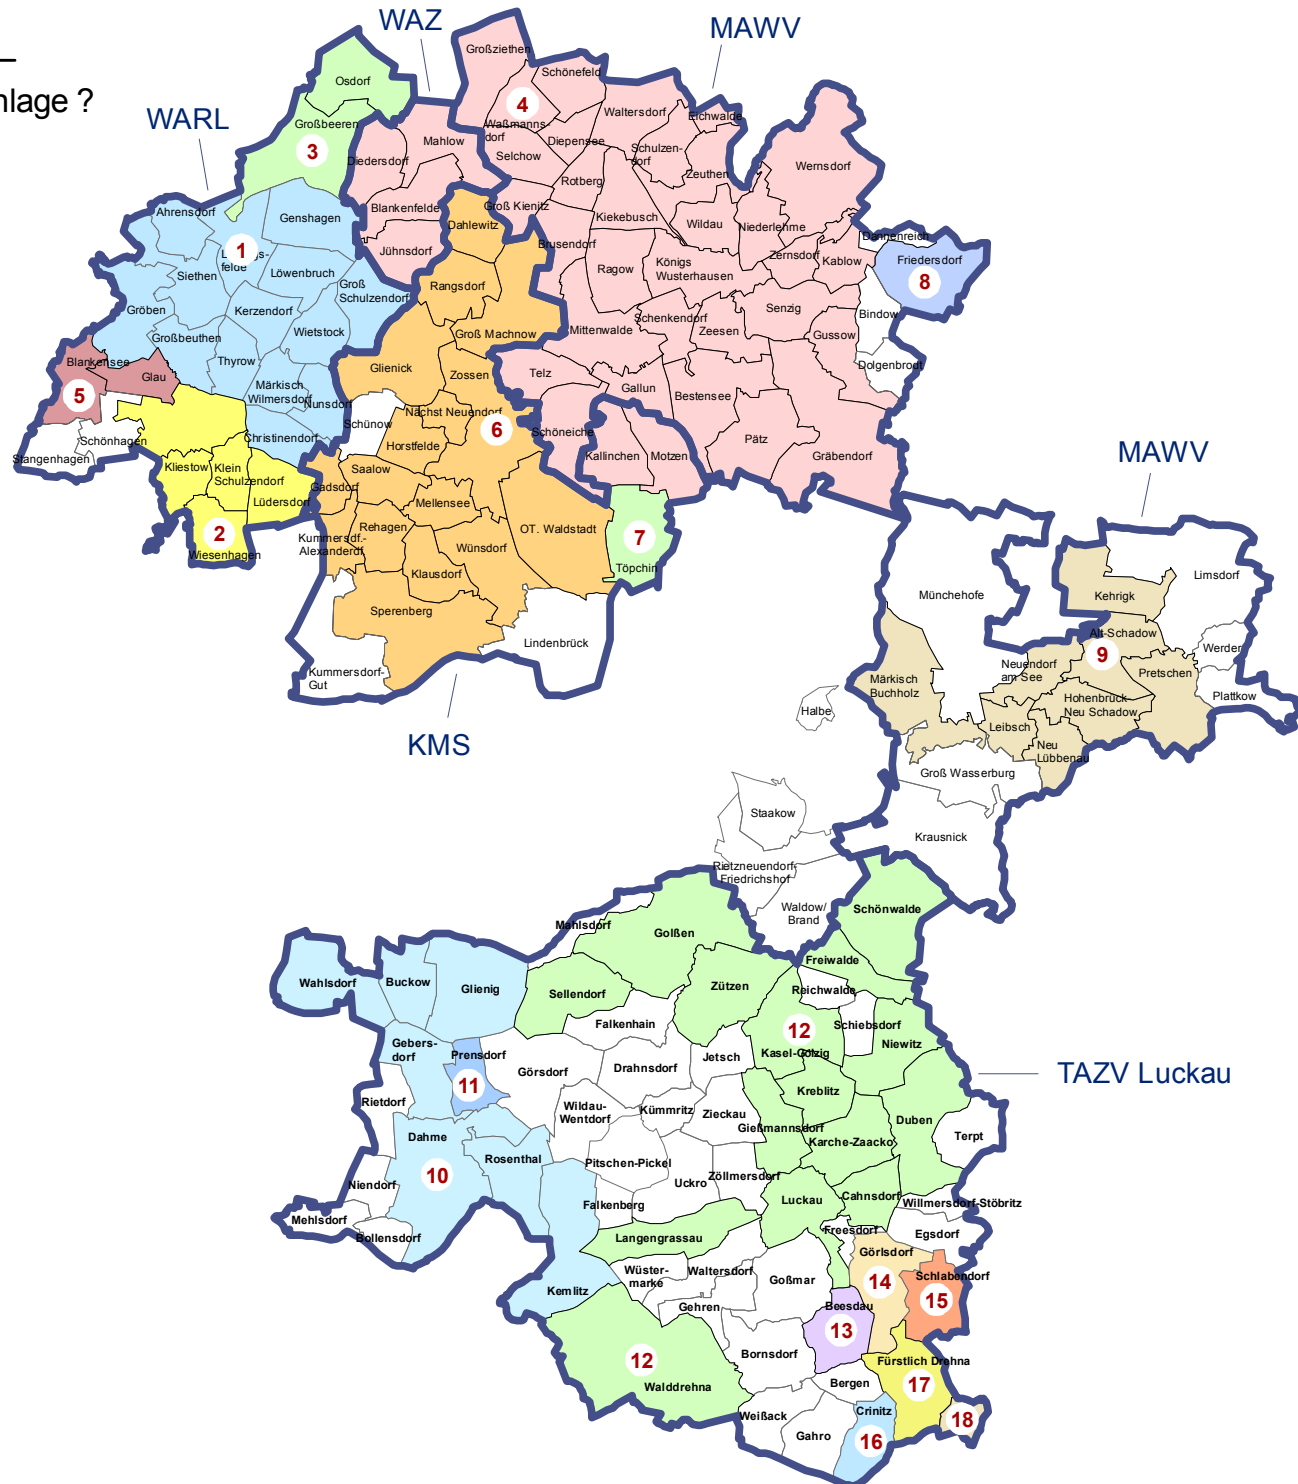 –
nlage ?
WAZ
MAWV
WARL
Großziethen
Schönefeld
Osdorf
4
Waßmanns-
dorf
Waltersdorf
Eichwalde
Großbeeren
3
Mahlow
Diepensee
Schulzen-
dorf
Diedersdorf
Selchow
Zeuthen
Wernsdorf
Rotberg
Blankenfelde
Groß Kienitz
Ahrensdorf
Genshagen
Dahlewitz
Kiekebusch
Wildau
Niederlehme
Dannenreich
1
Jühnsdorf
Brusendorf
Zernsdorf
Kablow
Friedersdorf
8
Siethen
Löwenbruch
Ragow
Königs
Wusterhausen
Groß
Schulzendorf
Rangsdorf
Gröben
Kerzendorf
Senzig
Bindow
Großbeuthen
Wietstock
Groß Machnow
Mittenwalde
Schenkendorf
Zeesen
Gussow
Blankensee
Thyrow
Glienick
Zossen
Telz
Dolgenbrodt
Glau
5
Märkisch
Wilmersdorf
Nunsdorf
Gallun
Bestensee
Schünow
Nächst Neuendorf
6
Schöneiche
Schönhagen
Christinendorf
Horstfelde
Pätz
Stangenhagen
Kliestow
Klein
Schulzendorf
Saalow
Kallinchen
Motzen
Gräbendorf
MAWV
Lüdersdorf
Gadsdorf
Mellensee
2
Wiesenhagen
Kummersdf.-
Alexanderdf.
Rehagen
Wünsdorf
OT. Waldstadt
7
Töpchin
Klausdorf
Limsdorf
Münchehofe
Kehrigk
Sperenberg
Lindenbrück
Alt-Schadow
9
Werder
Kummersdorf-
Gut
Märkisch
Buchholz
Neuendorf
am See
Pretschen
Plattkow
Hohenbrück
Neu Schadow
Halbe
Leibsch
KMS
Neu
Lübbenau
Groß Wasserburg
Staakow
Krausnick
Rietzneuendorf-
Friedrichshof
Waldow/
Brand
Schönwalde
Mahlsdorf
Golßen
Freiwalde
Wahlsdorf
Buckow
Glienig
Sellendorf
Zützen
Reichwalde
Falkenhain
12
Schiebsdorf
Gebers-
dorf
Prensdorf
Jetsch
Kasel-Golzig
Niewitz
11
Görsdorf
Drahnsdorf
TAZV Luckau
Rietdorf
Wildau-
Wentdorf
Kümmritz
Zieckau
Kreblitz
Gießmannsdorf
Duben
Dahme
Karche-Zaacko
Terpt
10
Rosenthal
Pitschen-Pickel
Zöllmersdorf
Niendorf
Uckro
Luckau
Cahnsdorf
Falkenberg
Willmersdorf-Stöbritz
Mehlsdorf
Bollensdorf
Langengrassau
Freesdorf
Egsdorf
Görlsdorf
Wüster-
marke
Waltersdorf
Goßmar
14
Schlabendorf
15
Kemlitz
Gehren
Beesdau
13
12
Bornsdorf
Fürstlich Drehna
17
Walddrehna
Bergen
Crinitz
Weißack
18
Gahro
16